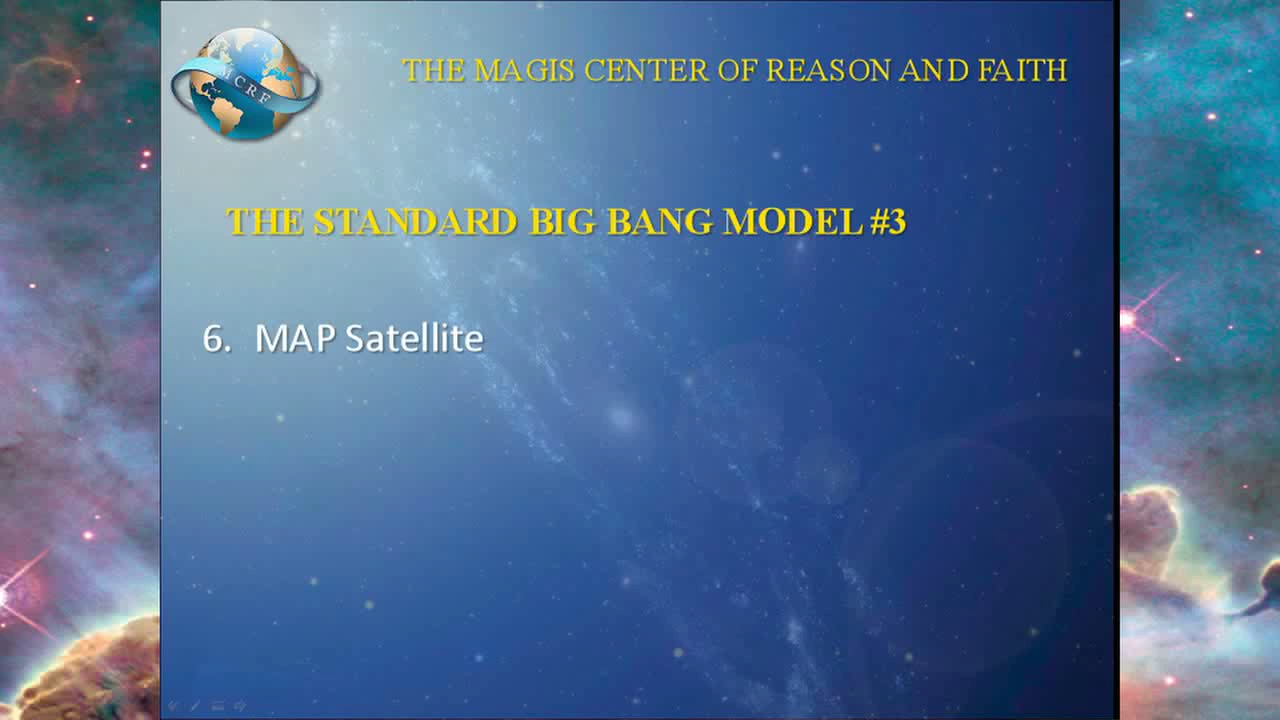 MCRF
THE MAGIS CENTER OF REASON AND FAITH
THE STANDARD BIG BANG MODEL #3
6. MAP Satellite